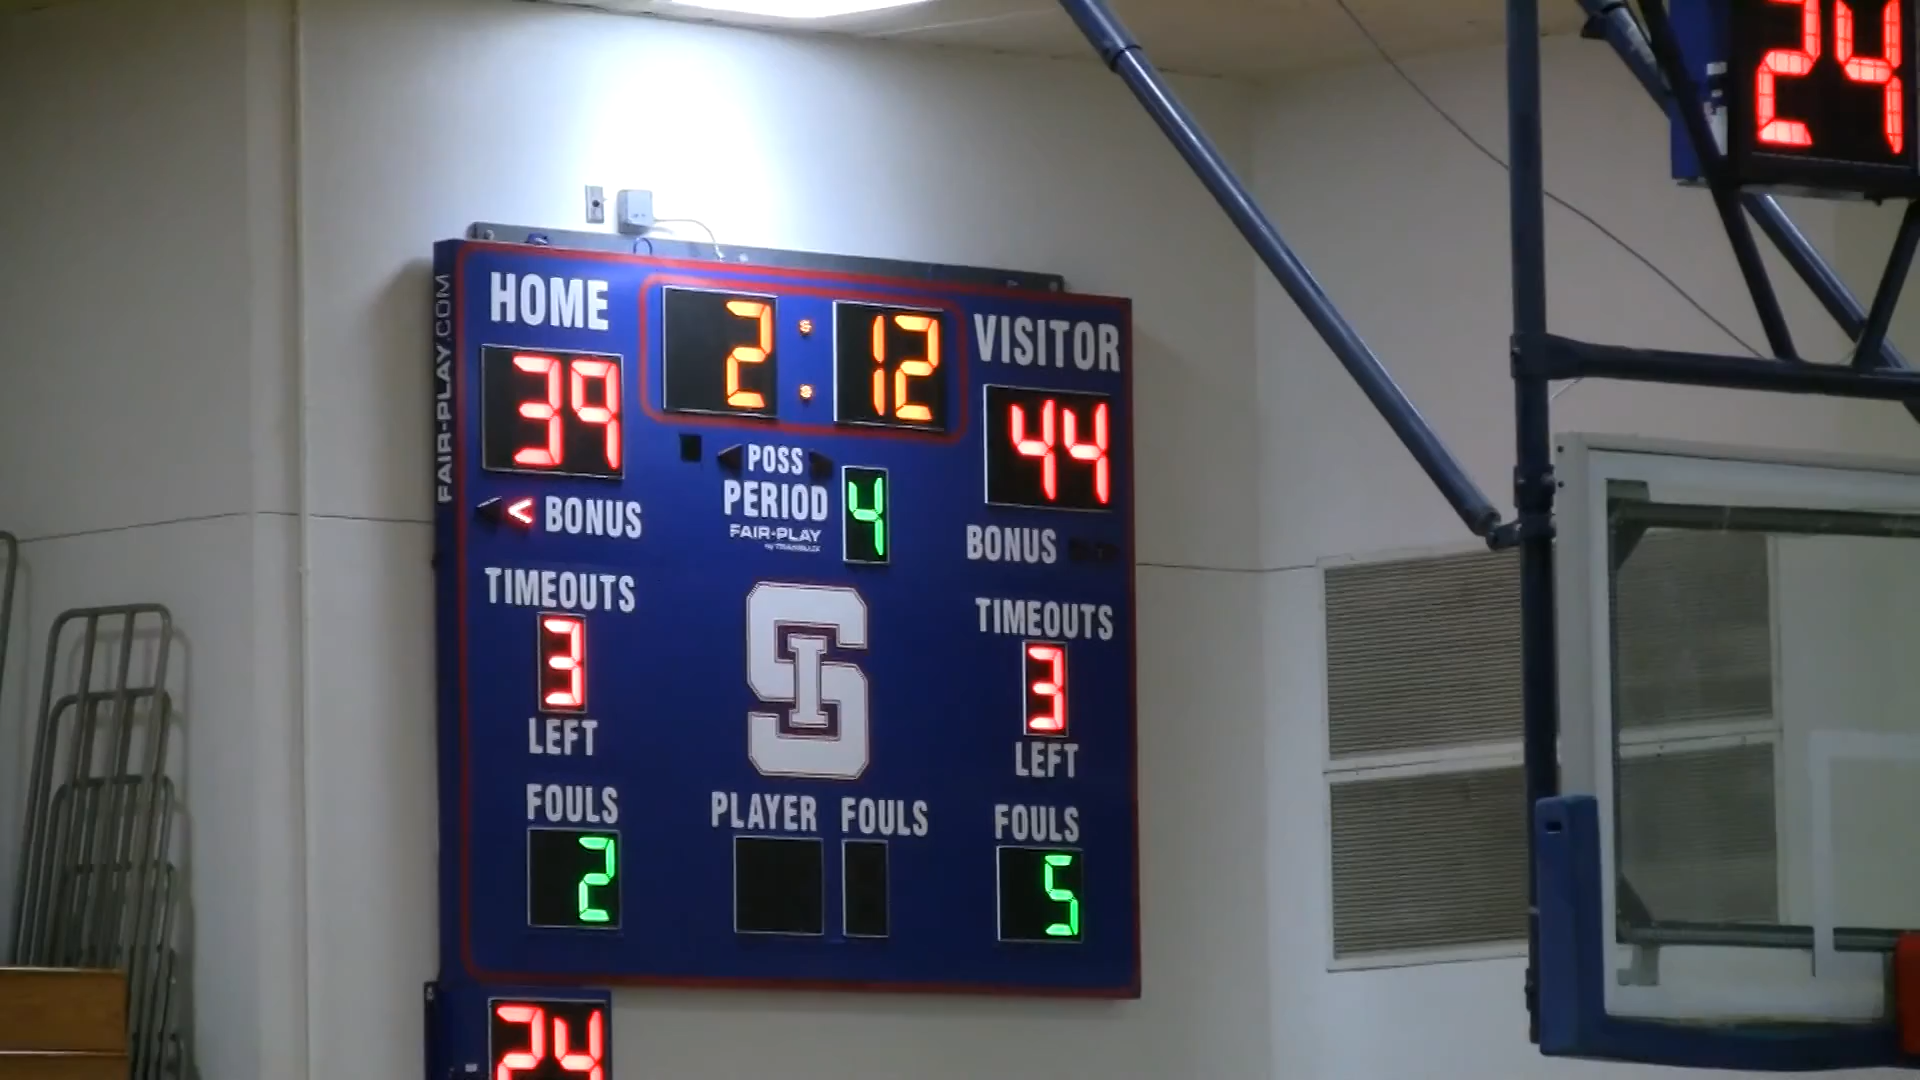 24
HOME
2:12
VISITOR
39
44
FAIR-PLAY.COM
POSS
PERIOD
4
FAIR-PLAY
< BONUS
BONUS
TIMEOUTS
3
LEFT
TIMEOUTS
3
LEFT
SI
FOULS
2
PLAYER FOULS
FOULS
5
24